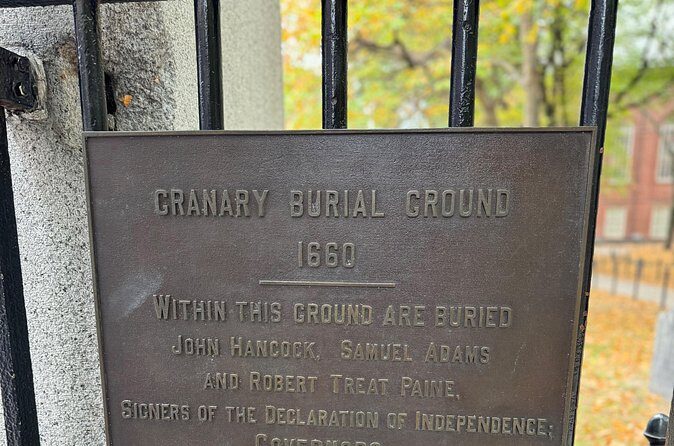 GRANARY BURIAL GROUND
1660
WITHIN THIS GROUND ARE BURIED
JOHN HANCOCK, SAMUEL ADAMS
AND ROBERT TREAT PAINE,
SIGNERS OF THE DECLARATION OF INDEPENDENCE;
GOVERNORS